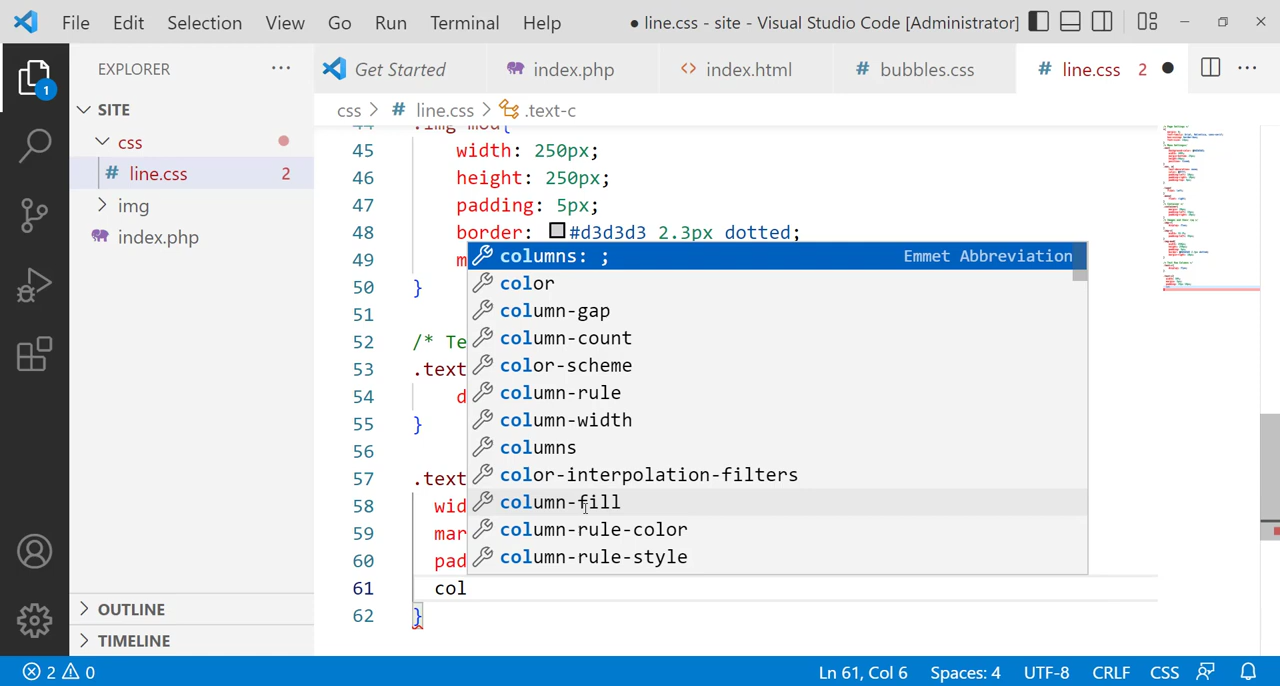 File Edit Selection View Go Run Terminal Help ● line.css - site - Visual Studio Code [Administrator]
EXPLORER ···
Get Started index.php <> index.html # bubbles.css # line.css 2 ● ···
SITE
css > # line.css > .text-c
css
# line.css 2
img
index.php
1
44 .img mod{
45 width: 250px;
46 height: 250px;
47 padding: 5px;
48 border: #d3d3d3 2.3px dotted;
49 m
50 }
51
52 /* Te
53 .text
54 d
55 }
56
57 .text
58 wid
59 mar
60 pad
61 col
62 }
columns: ; Emmet Abbreviation
color
column-gap
column-count
color-scheme
column-rule
column-width
columns
color-interpolation-filters
column-fill
column-rule-color
column-rule-style
OUTLINE
TIMELINE
2 0 Ln 61, Col 6 Spaces: 4 UTF-8 CRLF CSS